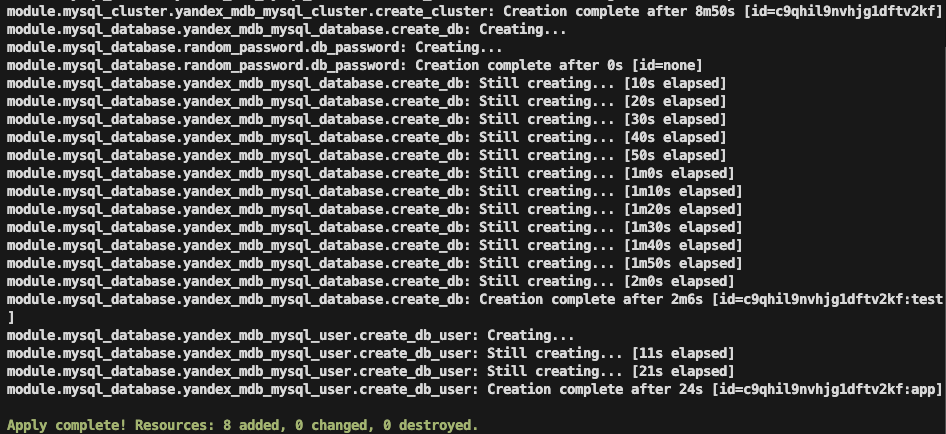 module.mysql_cluster.yandex_mdb_mysql_cluster.create_cluster: Creation complete after 8m50s [id=c9qhil9nvhjg1dftv2kf]
module.mysql_database.yandex_mdb_mysql_database.create_db: Creating...
module.mysql_database.random_password.db_password: Creating...
module.mysql_database.random_password.db_password: Creation complete after 0s [id=none]
module.mysql_database.yandex_mdb_mysql_database.create_db: Still creating... [10s elapsed]
module.mysql_database.yandex_mdb_mysql_database.create_db: Still creating... [20s elapsed]
module.mysql_database.yandex_mdb_mysql_database.create_db: Still creating... [30s elapsed]
module.mysql_database.yandex_mdb_mysql_database.create_db: Still creating... [40s elapsed]
module.mysql_database.yandex_mdb_mysql_database.create_db: Still creating... [50s elapsed]
module.mysql_database.yandex_mdb_mysql_database.create_db: Still creating... [1m0s elapsed]
module.mysql_database.yandex_mdb_mysql_database.create_db: Still creating... [1m10s elapsed]
module.mysql_database.yandex_mdb_mysql_database.create_db: Still creating... [1m20s elapsed]
module.mysql_database.yandex_mdb_mysql_database.create_db: Still creating... [1m30s elapsed]
module.mysql_database.yandex_mdb_mysql_database.create_db: Still creating... [1m40s elapsed]
module.mysql_database.yandex_mdb_mysql_database.create_db: Still creating... [1m50s elapsed]
module.mysql_database.yandex_mdb_mysql_database.create_db: Still creating... [2m0s elapsed]
module.mysql_database.yandex_mdb_mysql_database.create_db: Creation complete after 2m6s [id=c9qhil9nvhjg1dftv2kf:test
]
module.mysql_database.yandex_mdb_mysql_user.create_db_user: Creating...
module.mysql_database.yandex_mdb_mysql_user.create_db_user: Still creating... [11s elapsed]
module.mysql_database.yandex_mdb_mysql_user.create_db_user: Still creating... [21s elapsed]
module.mysql_database.yandex_mdb_mysql_user.create_db_user: Creation complete after 24s [id=c9qhil9nvhjg1dftv2kf:app]
Apply complete! Resources: 8 added, 0 changed, 0 destroyed.